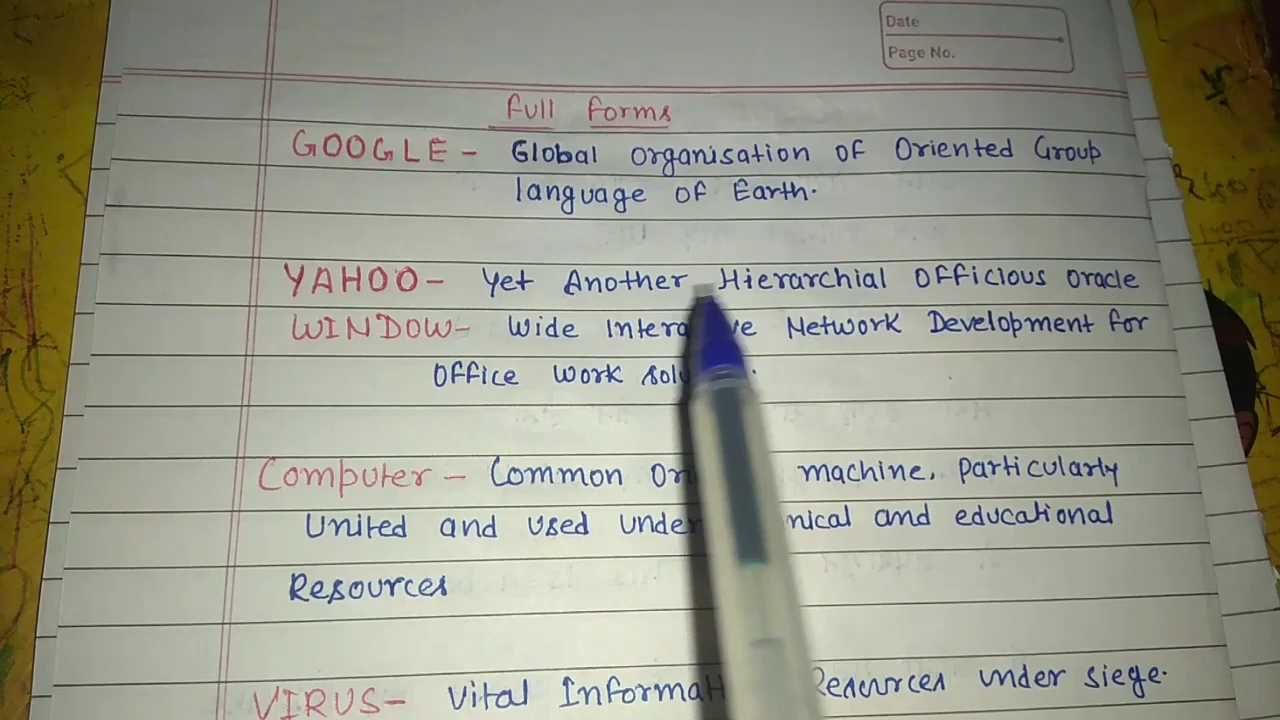 Date
Page No.
Full Forms
GOOGLE - Global Organisation of Oriented Group
language of Earth.
YAHOO - Yet Another Hierarchial Officious Oracle
WINDOW - Wide Network Development for
Office Work
Computer - Common machine, particularly
United and used and educational
Resources
VIRUS - Vital Resources under siege.